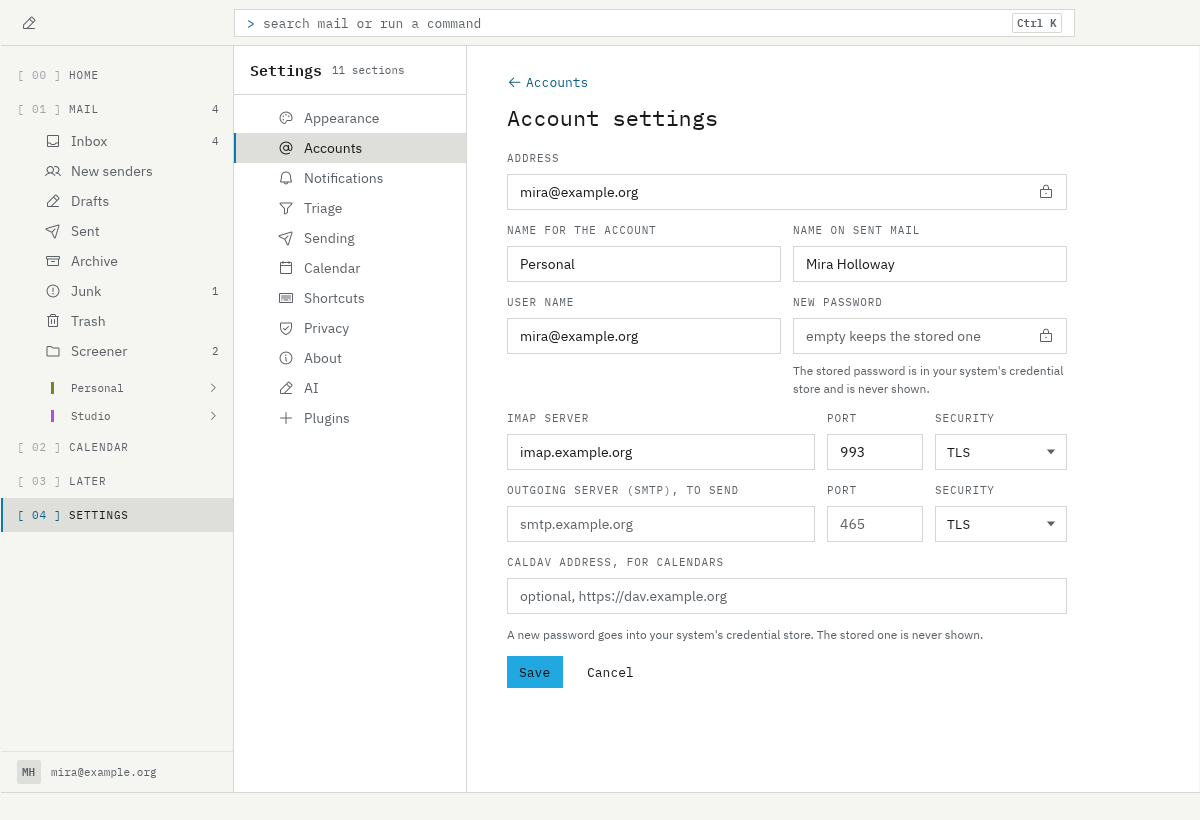 > search mail or run a command
Ctrl K
[ 00 ] HOME
[ 01 ] MAIL 4
Inbox 4
New senders
Drafts
Sent
Archive
Junk 1
Trash
Screener 2
Personal
Studio
[ 02 ] CALENDAR
[ 03 ] LATER
[ 04 ] SETTINGS
MH mira@example.org
Settings 11 sections
Appearance
Accounts
Notifications
Triage
Sending
Calendar
Shortcuts
Privacy
About
AI
Plugins
← Accounts
Account settings
ADDRESS
mira@example.org
NAME FOR THE ACCOUNT NAME ON SENT MAIL
Personal Mira Holloway
USER NAME NEW PASSWORD
mira@example.org empty keeps the stored one
The stored password is in your system's credential
store and is never shown.
IMAP SERVER PORT SECURITY
imap.example.org 993 TLS
OUTGOING SERVER (SMTP), TO SEND PORT SECURITY
smtp.example.org 465 TLS
CALDAV ADDRESS, FOR CALENDARS
optional, https://dav.example.org
A new password goes into your system's credential store. The stored one is never shown.
Save Cancel